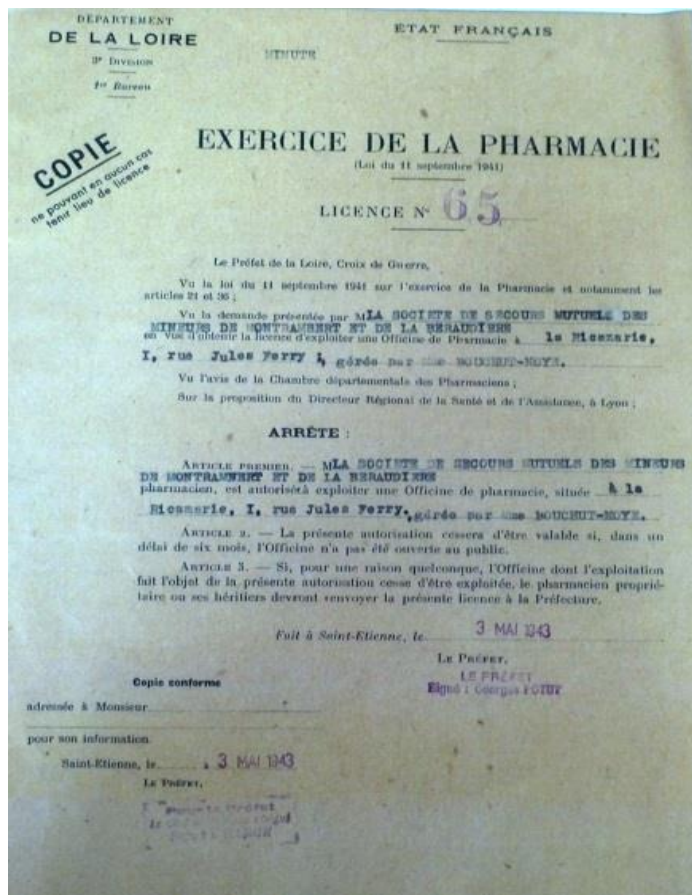 DÉPARTEMENT
DE LA LOIRE
3e Division
1er Bureau
ÉTAT FRANÇAIS
MINUTE
COPIE
ne pouvant en aucun cas
tenir lieu de licence
EXERCICE DE LA PHARMACIE
(Loi du 11 septembre 1941)
LICENCE N° 65
Le Préfet de la Loire, Croix de Guerre,
Vu la loi du 11 septembre 1941 sur l'exercice de la Pharmacie et notamment les
articles 21 et 36 ;
Vu la demande présentée par M LA SOCIETE DE SECOURS MUTUELS DES
MINEURS DE MONTRAMBERT ET DE LA BERAUDIERE
en vue d'obtenir la licence d'exploiter une Officine de Pharmacie à la Ricamarie,
I, rue Jules Ferry, gérée par Mme BOUCHUT-MOYZ.
Vu l'avis de la Chambre départementale des Pharmaciens ;
Sur la proposition du Directeur Régional de la Santé et de l'Assistance, à Lyon ;
ARRÊTE :
ARTICLE PREMIER. — M LA SOCIETE DE SECOURS MUTUELS DES MINEURS
DE MONTRAMBERT ET DE LA BERAUDIERE
pharmacien, est autorisé à exploiter une Officine de pharmacie, située à la
Ricamarie, I, rue Jules Ferry, gérée par Mme BOUCHUT-MOYZ.
ARTICLE 2. — La présente autorisation cessera d'être valable si, dans un
délai de six mois, l'Officine n'a pas été ouverte au public.
ARTICLE 3. — Si, pour une raison quelconque, l'Officine dont l'exploitation
fait l'objet de la présente autorisation cesse d'être exploitée, le pharmacien proprié-
taire ou ses héritiers devront renvoyer la présente licence à la Préfecture.
Fait à Saint-Etienne, le 3 MAI 1943
LE PRÉFET,
LE PRÉFET
Signé : Georges POTUT
Copie conforme
adressée à Monsieur
pour son information
Saint-Etienne, le 3 MAI 1943
LE PRÉFET,